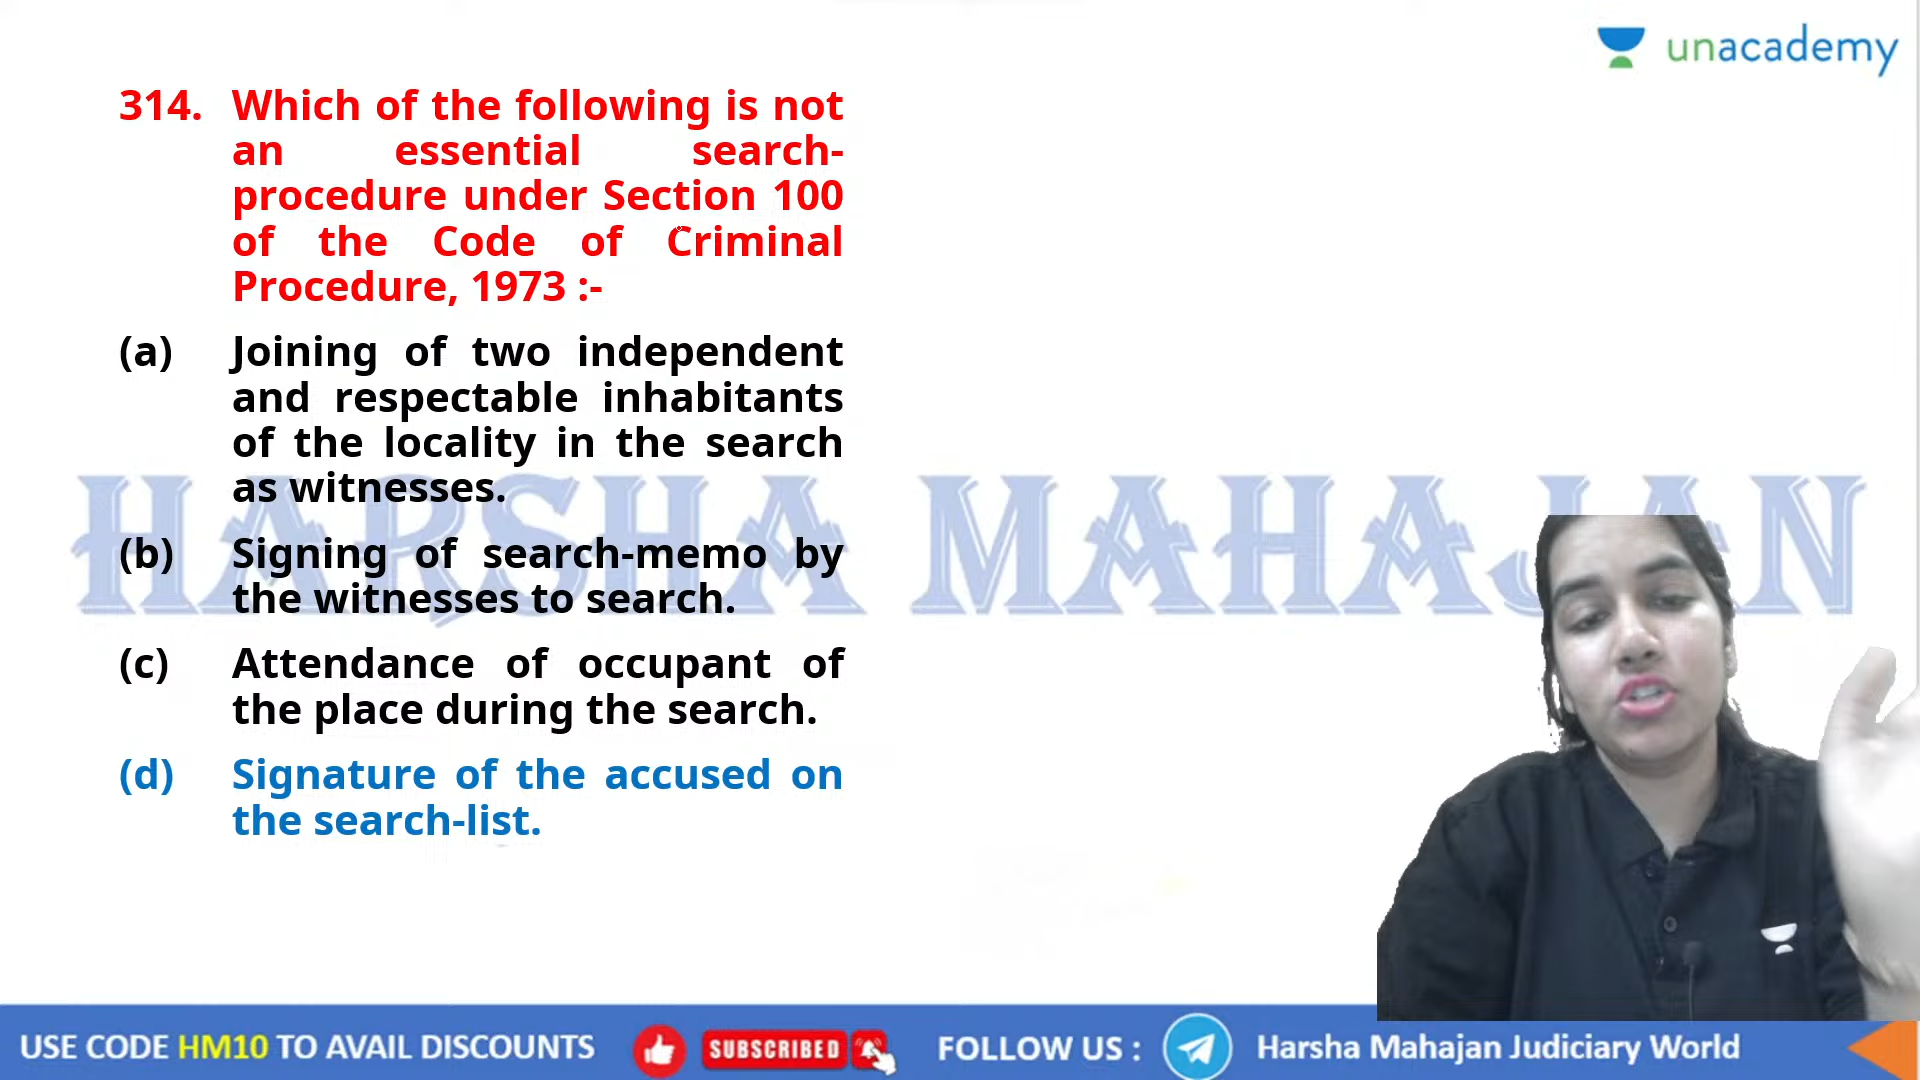 unacademy
314. Which of the following is not
an essential search-
procedure under Section 100
of the Code of Criminal
Procedure, 1973 :-
(a) Joining of two independent
and respectable inhabitants
of the locality in the search
as witnesses.
HARSHA MAHAJAN
(b) Signing of search-memo by
the witnesses to search.
(c) Attendance of occupant of
the place during the search.
(d) Signature of the accused on
the search-list.
USE CODE HM10 TO AVAIL DISCOUNTS SUBSCRIBED FOLLOW US : Harsha Mahajan Judiciary World